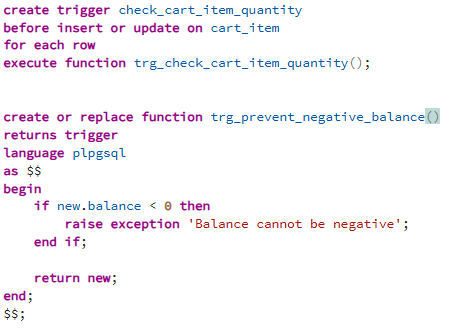 create trigger check_cart_item_quantity
before insert or update on cart_item
for each row
execute function trg_check_cart_item_quantity();
create or replace function trg_prevent_negative_balance()
returns trigger
language plpgsql
as $$
begin
    if new.balance < 0 then
        raise exception 'Balance cannot be negative';
    end if;
    return new;
end;
$$;